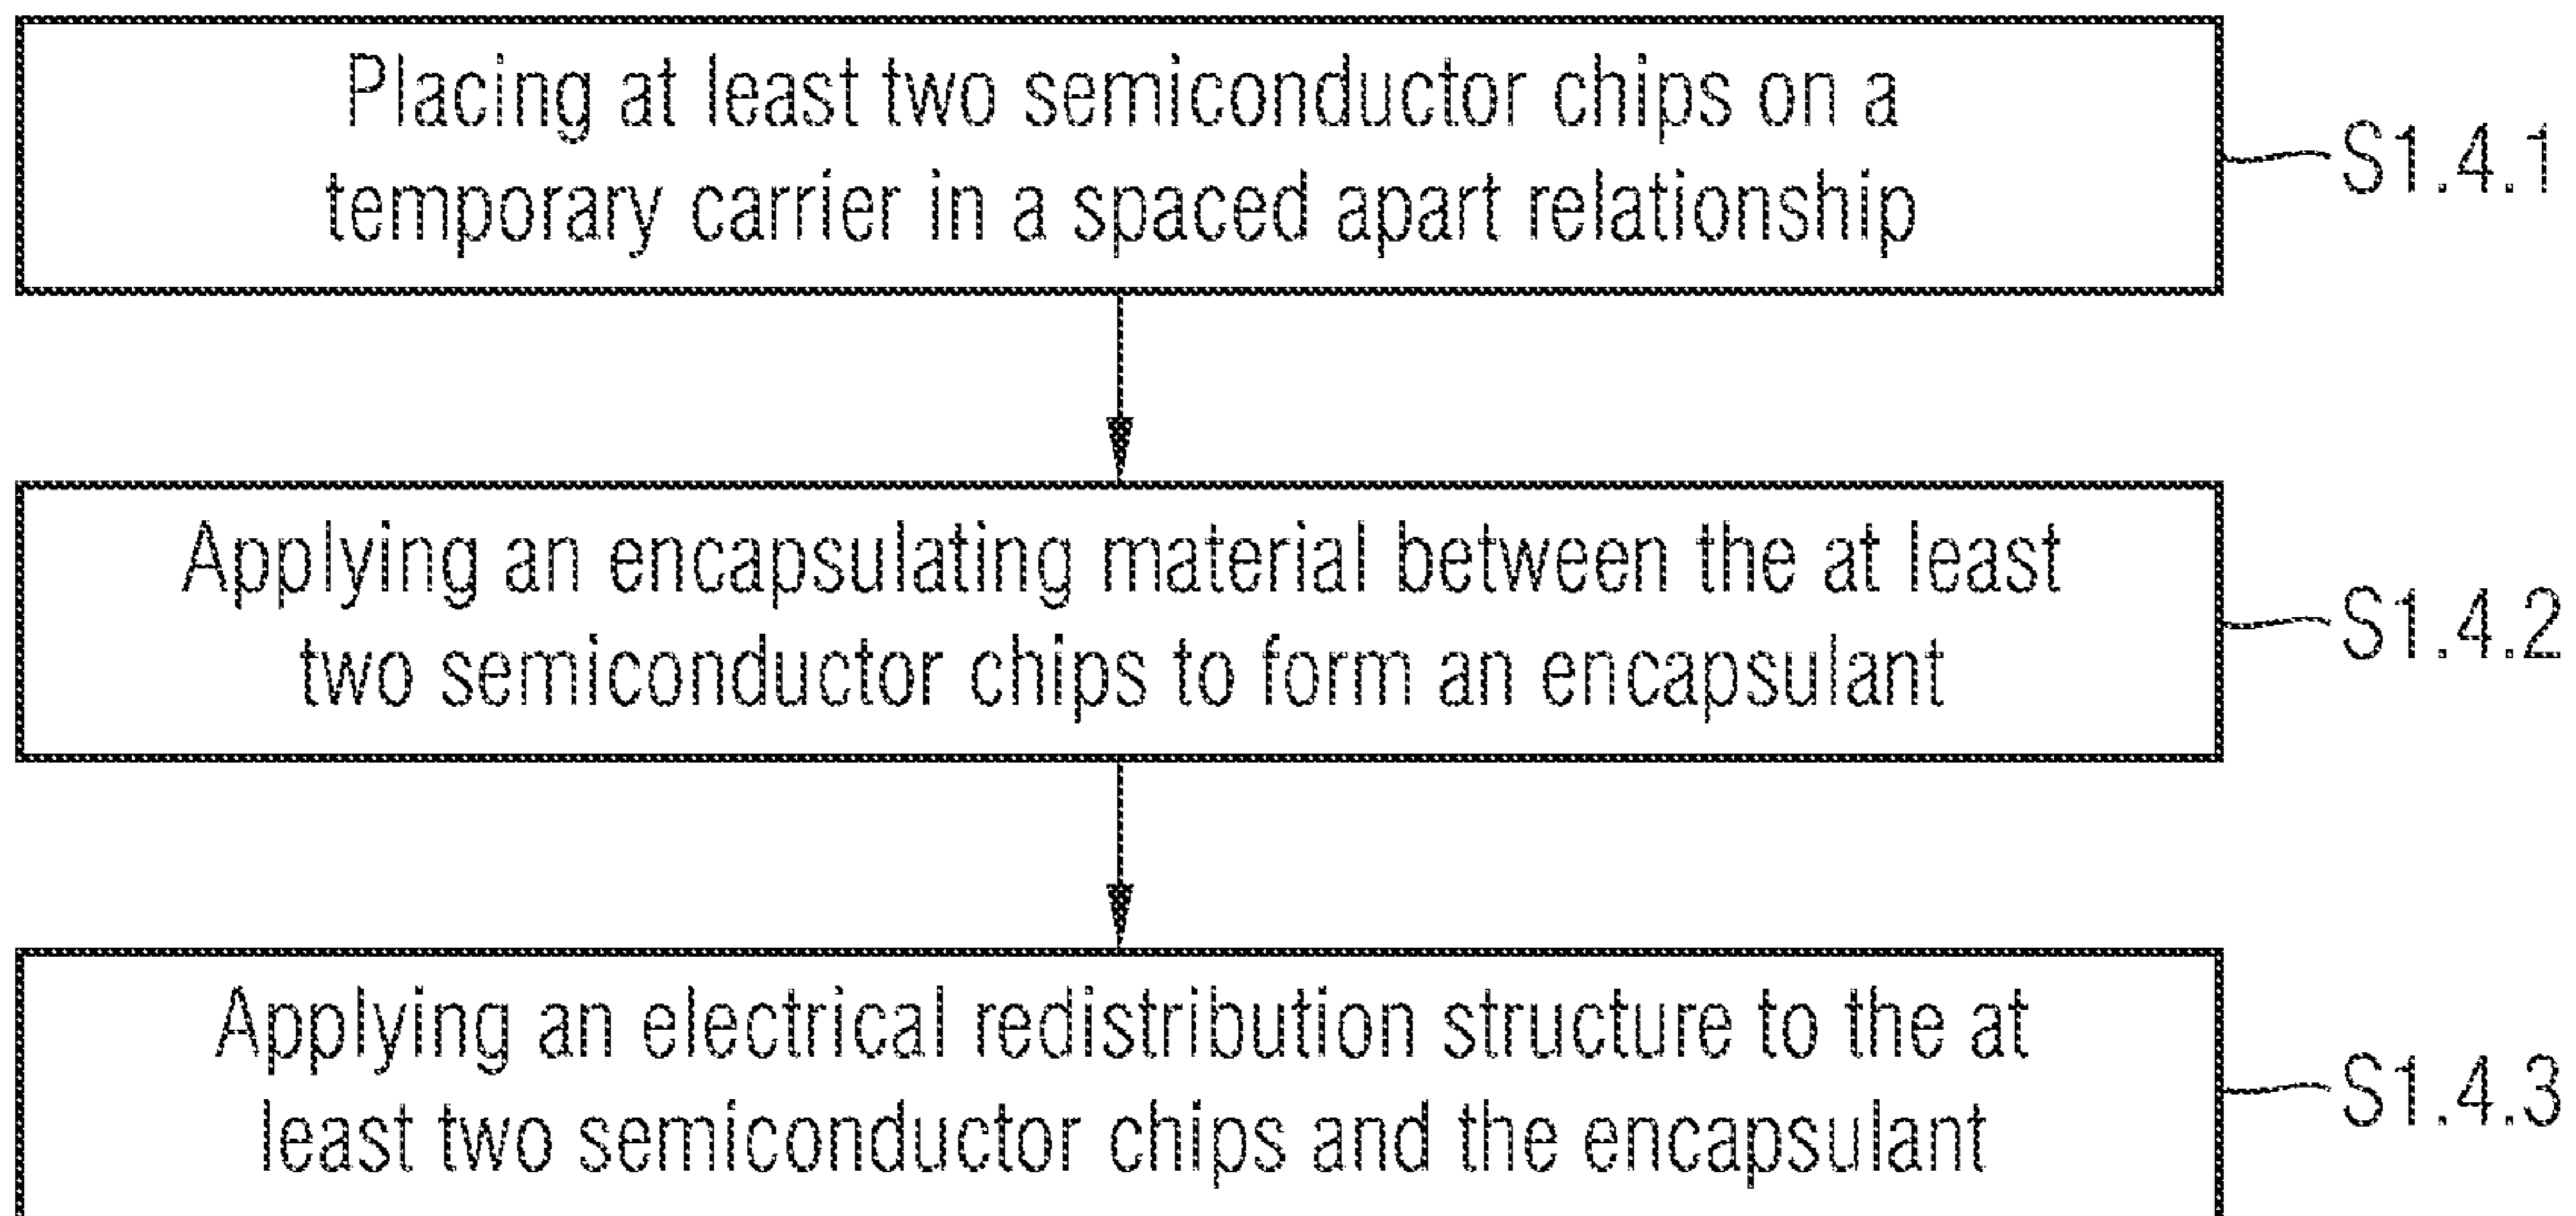 Placing at least two semiconductor chips on a
temporary carrier in a spaced apart relationship
S1.4.1
Applying an encapsulating material between the at least
two semiconductor chips to form an encapsulant
S1.4.2
Applying an electrical redistribution structure to the at
least two semiconductor chips and the encapsulant
S1.4.3